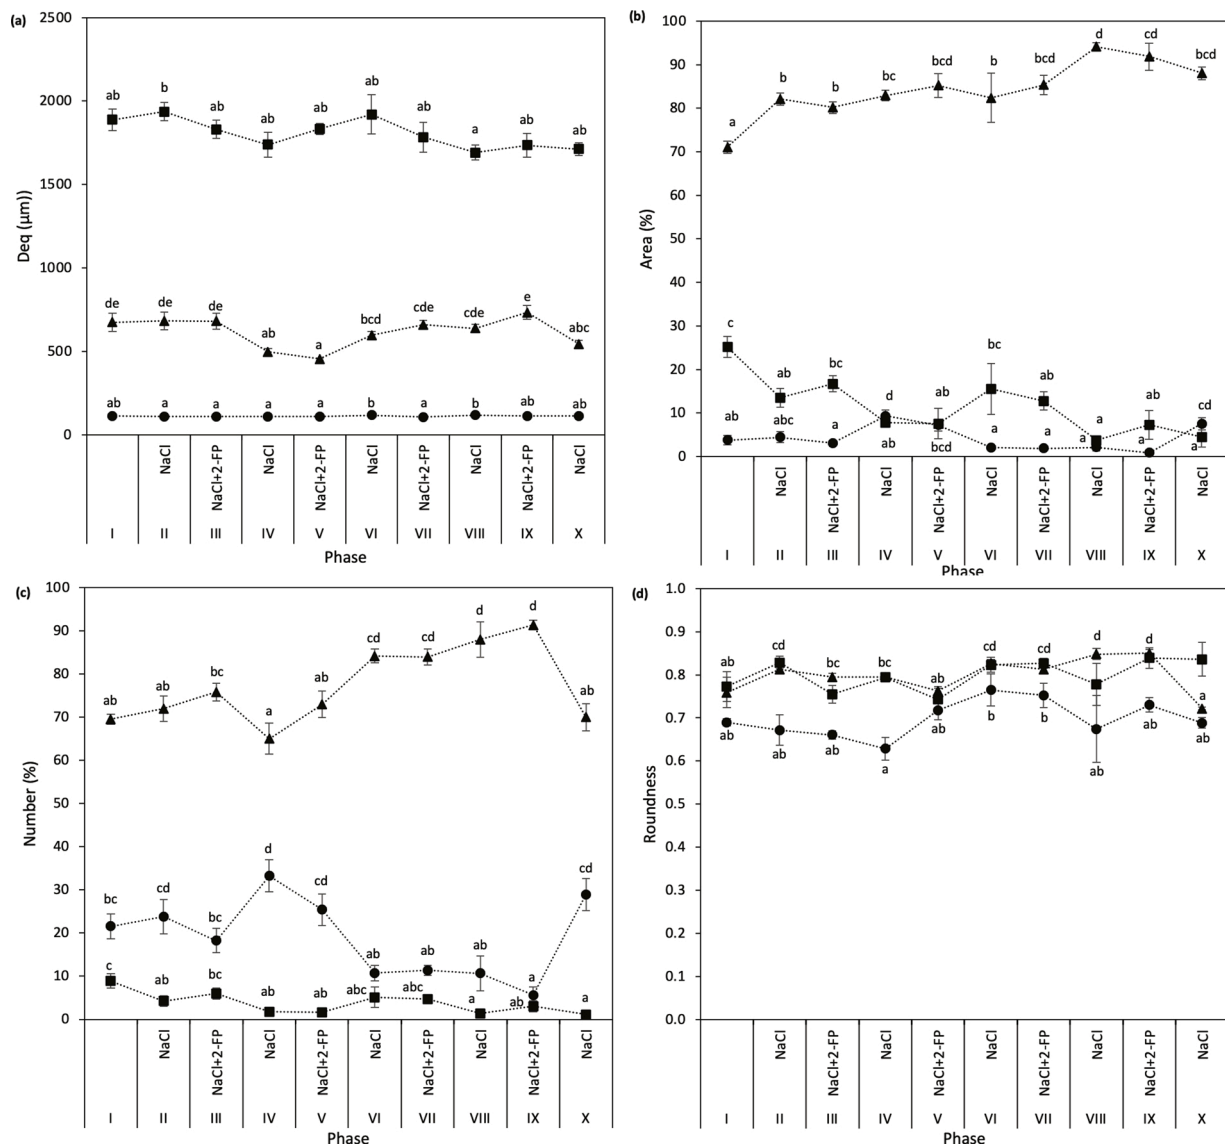 (a)
2500
2000
1500
1000
500
0
Deq (µm))
ab b ab ab ab ab ab a ab ab
de de de ab a bcd cde cde e abc
ab a a a a b a b ab ab
NaCl NaCl+2-FP NaCl NaCl+2-FP NaCl NaCl+2-FP NaCl NaCl+2-FP NaCl
I II III IV V VI VII VIII IX X
Phase
(b)
100
90
80
70
60
50
40
30
20
10
0
Area (%)
a b b bc bcd b bcd d cd bcd
c ab bc d ab bc ab a ab cd
ab abc a ab bcd a a a a a
NaCl NaCl+2-FP NaCl NaCl+2-FP NaCl NaCl+2-FP NaCl NaCl+2-FP NaCl
I II III IV V VI VII VIII IX X
Phase
(c)
100
90
80
70
60
50
40
30
20
10
0
Number (%)
ab ab bc a cd cd cd d d ab
bc cd bc d cd ab ab ab a cd
c ab bc ab ab abc abc a ab a
NaCl NaCl+2-FP NaCl NaCl+2-FP NaCl NaCl+2-FP NaCl NaCl+2-FP NaCl
I II III IV V VI VII VIII IX X
Phase
(d)
1.0
0.9
0.8
0.7
0.6
0.5
0.4
0.3
0.2
0.1
0.0
Roundness
ab cd bc bc ab cd cd d d a
ab ab ab a ab b b ab ab ab
NaCl NaCl+2-FP NaCl NaCl+2-FP NaCl NaCl+2-FP NaCl NaCl+2-FP NaCl
I II III IV V VI VII VIII IX X
Phase